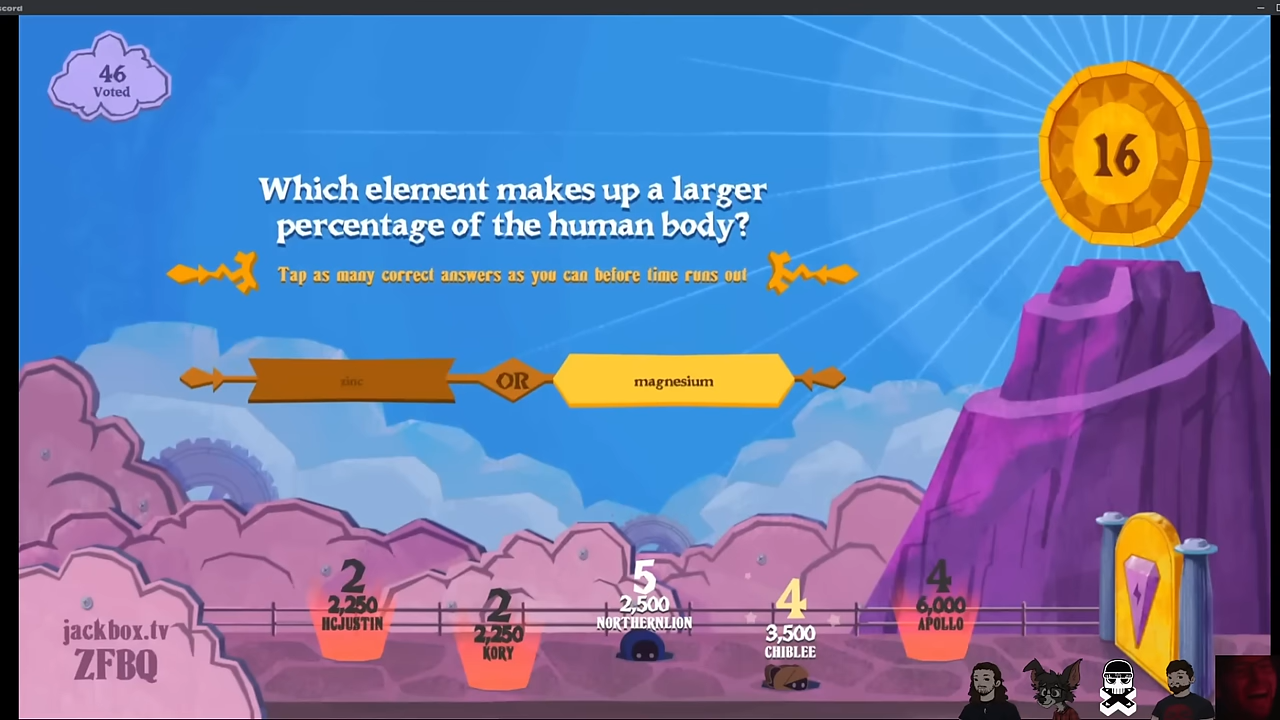 scord
46
Voted
16
Which element makes up a larger
percentage of the human body?
Tap as many correct answers as you can before time runs out
zinc OR magnesium
2
2,250
HCJUSTIN
2
2,250
KORY
5
2,500
NORTHERNLION
4
3,500
CHIBLEE
4
6,000
APOLLO
jackbox.tv
ZFBQ